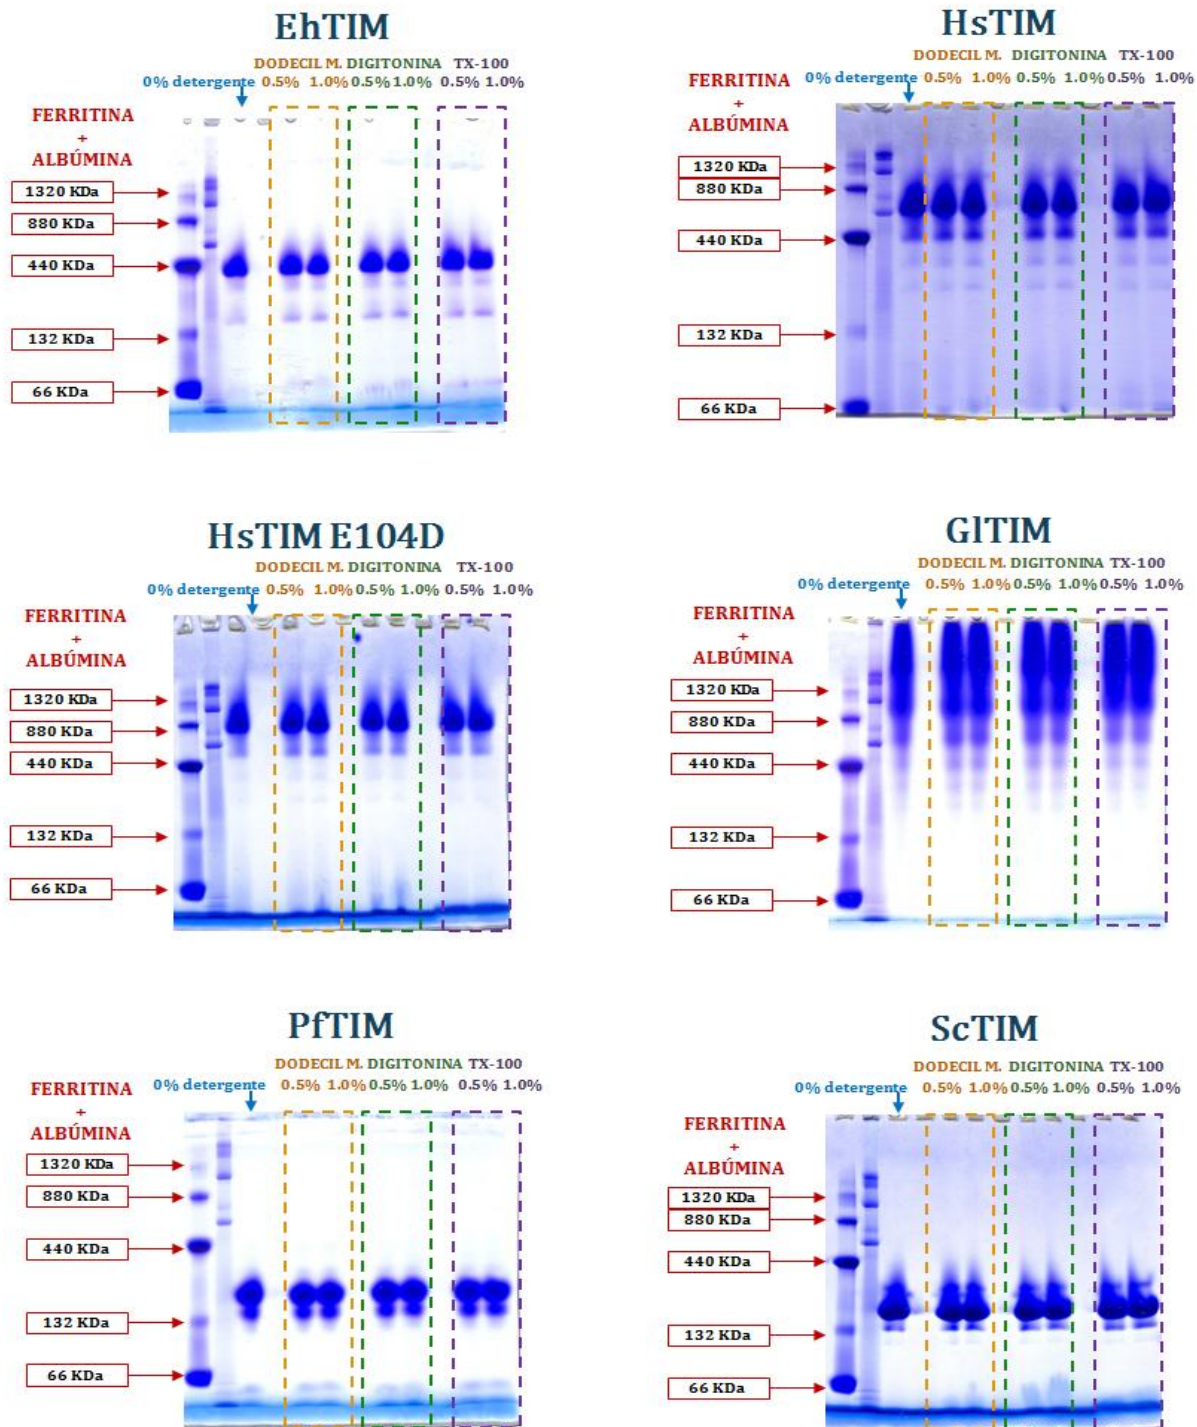 EhTIM
DODECIL M. DIGITONINA TX-100
0% detergente 0.5% 1.0% 0.5% 1.0% 0.5% 1.0%
FERRITINA
+
ALBÚMINA
1320 KDa
880 KDa
440 KDa
132 KDa
66 KDa
HsTIM
DODECIL M. DIGITONINA TX-100
0% detergente 0.5% 1.0% 0.5% 1.0% 0.5% 1.0%
FERRITINA
+
ALBÚMINA
1320 KDa
880 KDa
440 KDa
132 KDa
66 KDa
HsTIM E104D
DODECIL M. DIGITONINA TX-100
0% detergente 0.5% 1.0% 0.5% 1.0% 0.5% 1.0%
FERRITINA
+
ALBÚMINA
1320 KDa
880 KDa
440 KDa
132 KDa
66 KDa
GlTIM
DODECIL M. DIGITONINA TX-100
0% detergente 0.5% 1.0% 0.5% 1.0% 0.5% 1.0%
FERRITINA
+
ALBÚMINA
1320 KDa
880 KDa
440 KDa
132 KDa
66 KDa
PfTIM
DODECIL M. DIGITONINA TX-100
0% detergente 0.5% 1.0% 0.5% 1.0% 0.5% 1.0%
FERRITINA
+
ALBÚMINA
1320 KDa
880 KDa
440 KDa
132 KDa
66 KDa
ScTIM
DODECIL M. DIGITONINA TX-100
0% detergente 0.5% 1.0% 0.5% 1.0% 0.5% 1.0%
FERRITINA
+
ALBÚMINA
1320 KDa
880 KDa
440 KDa
132 KDa
66 KDa